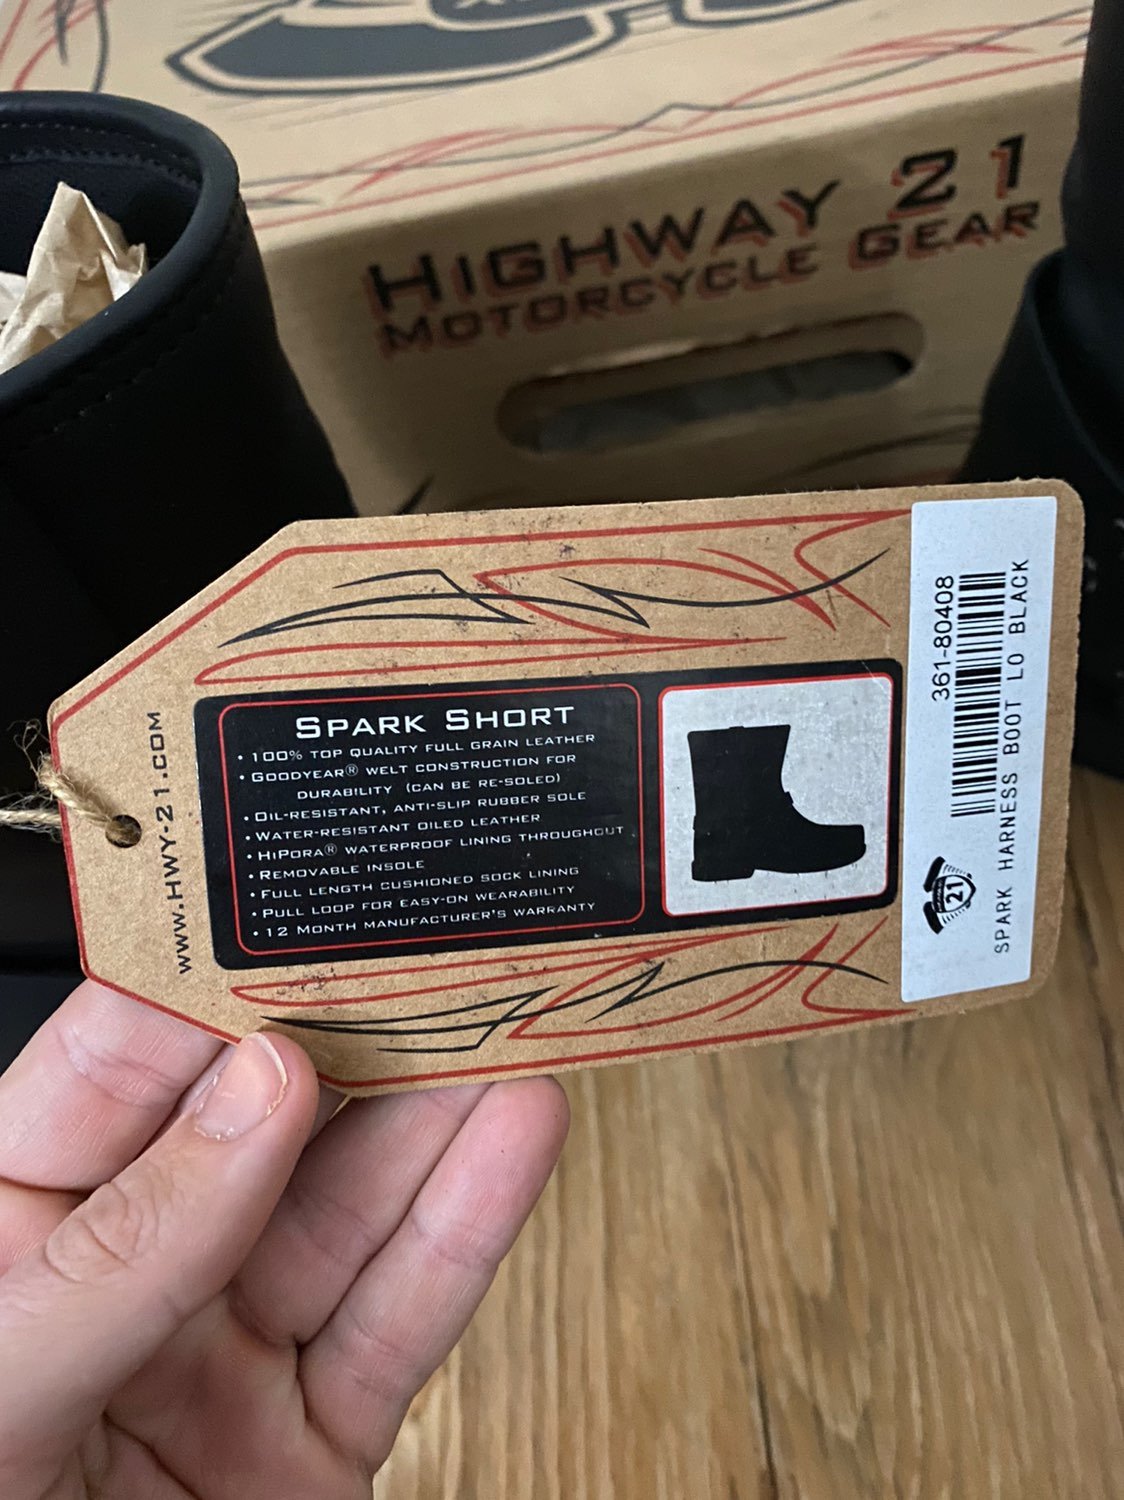 HIGHWAY 21
MOTORCYCLE GEAR
WWW.HWY-21.COM
SPARK SHORT
• 100% TOP QUALITY FULL GRAIN LEATHER
• GOODYEAR® WELT CONSTRUCTION FOR
DURABILITY (CAN BE RE-SOLED)
• OIL-RESISTANT, ANTI-SLIP RUBBER SOLE
• WATER-RESISTANT OILED LEATHER
• HIPORA® WATERPROOF LINING THROUGHOUT
• REMOVABLE INSOLE
• FULL LENGTH CUSHIONED SOCK LINING
• PULL LOOP FOR EASY-ON WEARABILITY
• 12 MONTH MANUFACTURER'S WARRANTY
361-80408
SPARK HARNESS BOOT LO BLACK
21